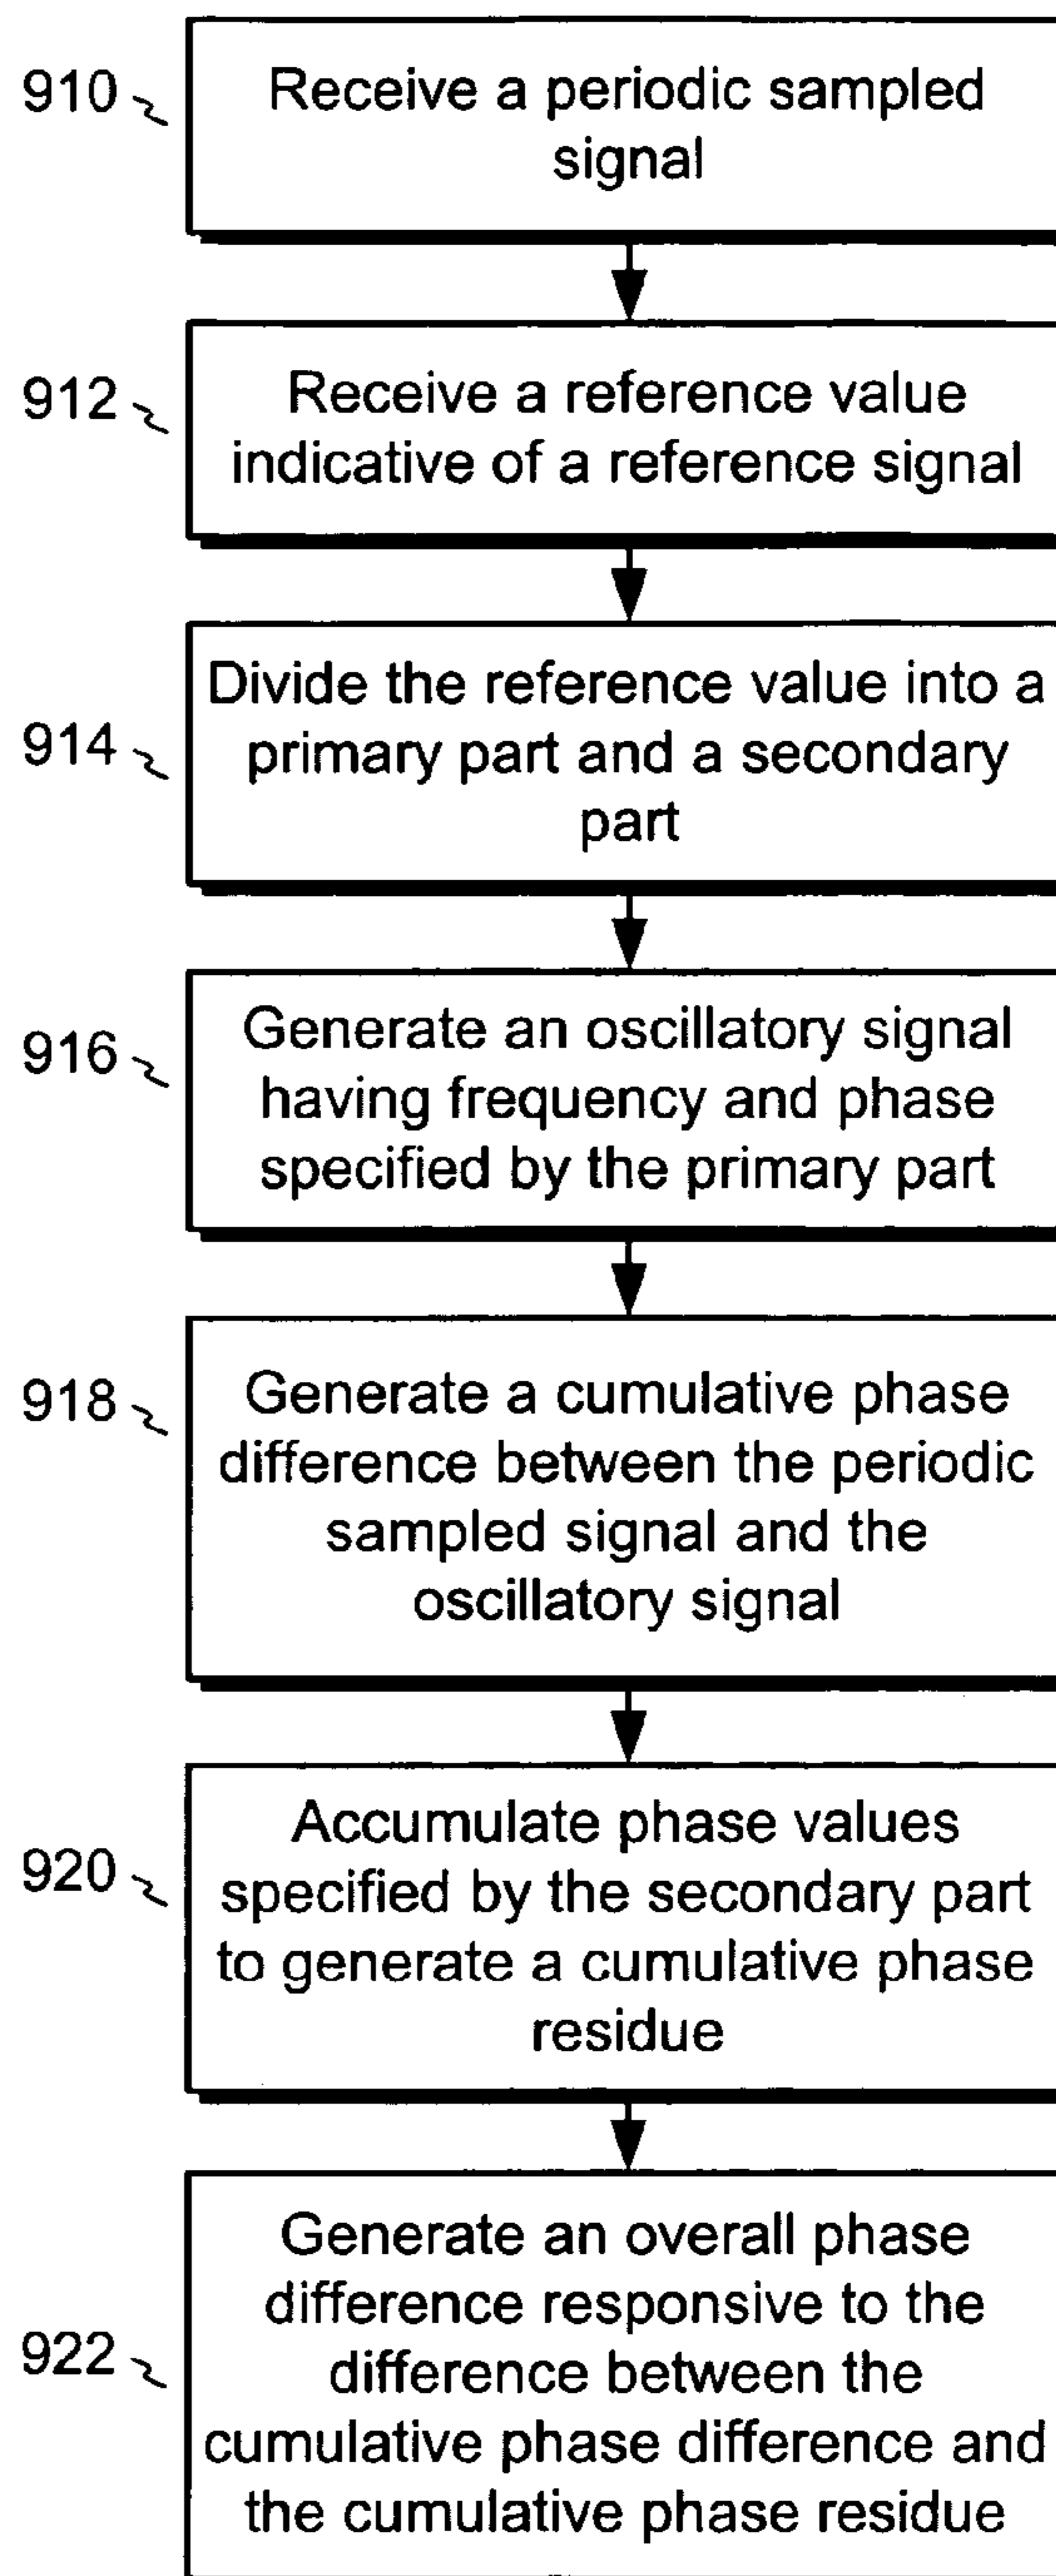 910
Receive a periodic sampled
signal
912
Receive a reference value
indicative of a reference signal
914
Divide the reference value into a
primary part and a secondary
part
916
Generate an oscillatory signal
having frequency and phase
specified by the primary part
918
Generate a cumulative phase
difference between the periodic
sampled signal and the
oscillatory signal
920
Accumulate phase values
specified by the secondary part
to generate a cumulative phase
residue
922
Generate an overall phase
difference responsive to the
difference between the
cumulative phase difference and
the cumulative phase residue